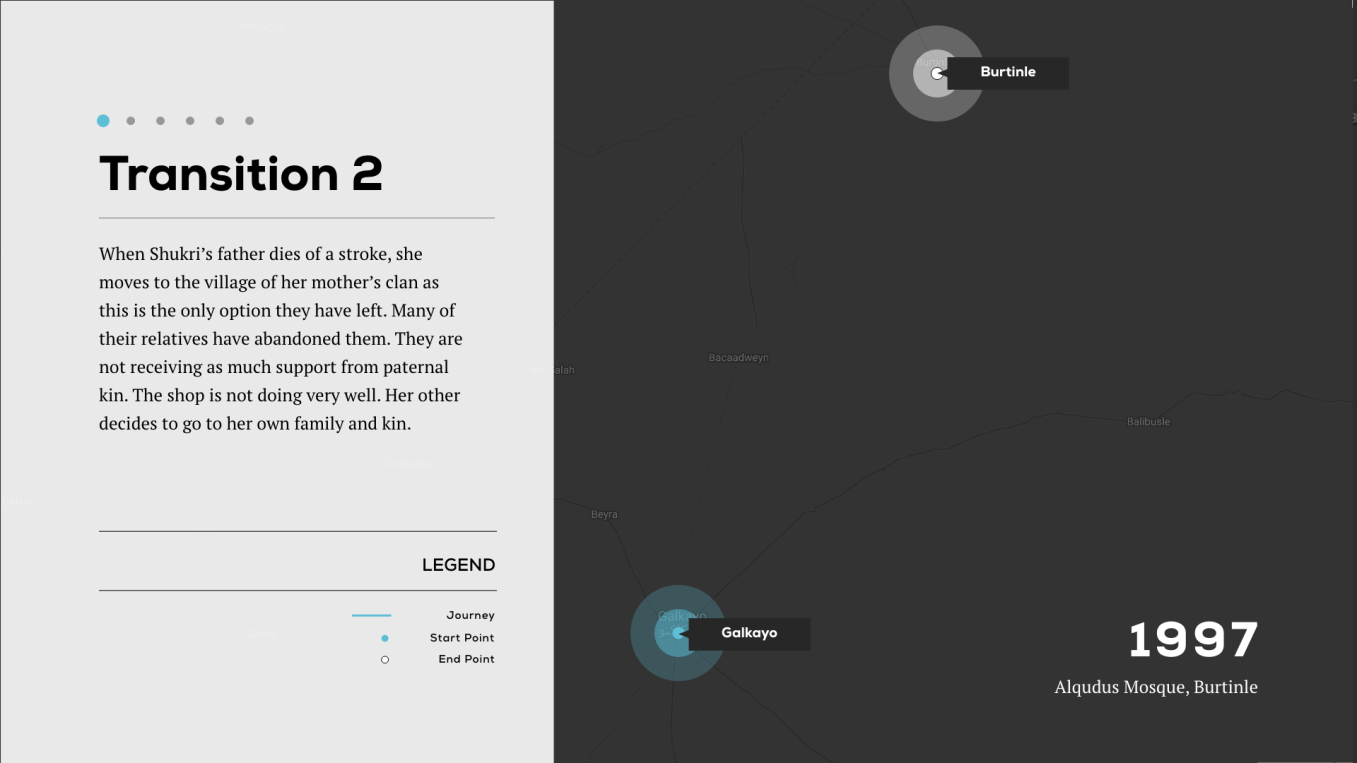 Transition 2
When Shukri’s father dies of a stroke, she
moves to the village of her mother’s clan as
this is the only option they have left. Many of
their relatives have abandoned them. They are
not receiving as much support from paternal
kin. The shop is not doing very well. Her other
decides to go to her own family and kin.
LEGEND
Journey
Start Point
End Point
Burtinle
Burtinle
Bacaadweyn
Balibusle
Beyra
Galkayo
Galkayo
1997
Alqudus Mosque, Burtinle